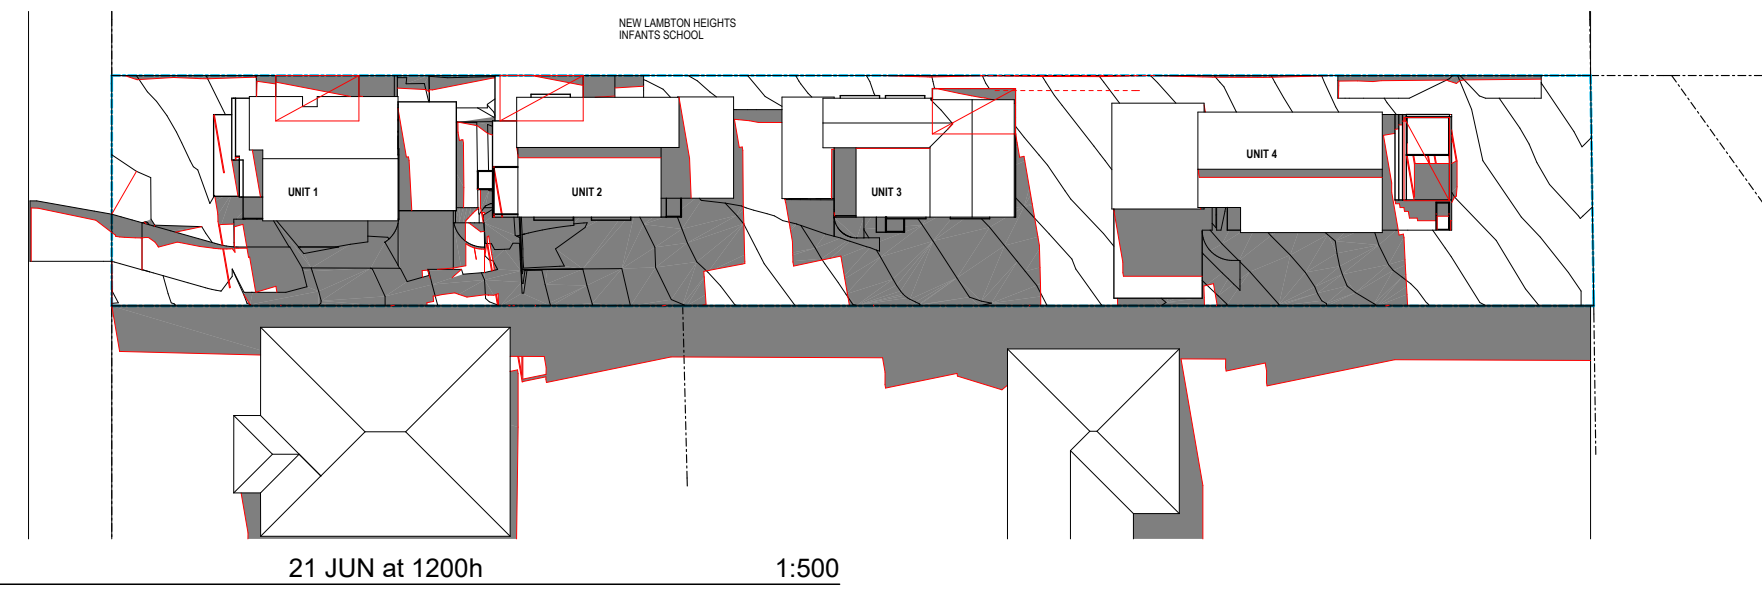 NEW LAMBTON HEIGHTS
INFANTS SCHOOL
UNIT 1
UNIT 2
UNIT 3
UNIT 4
21 JUN at 1200h
1:500